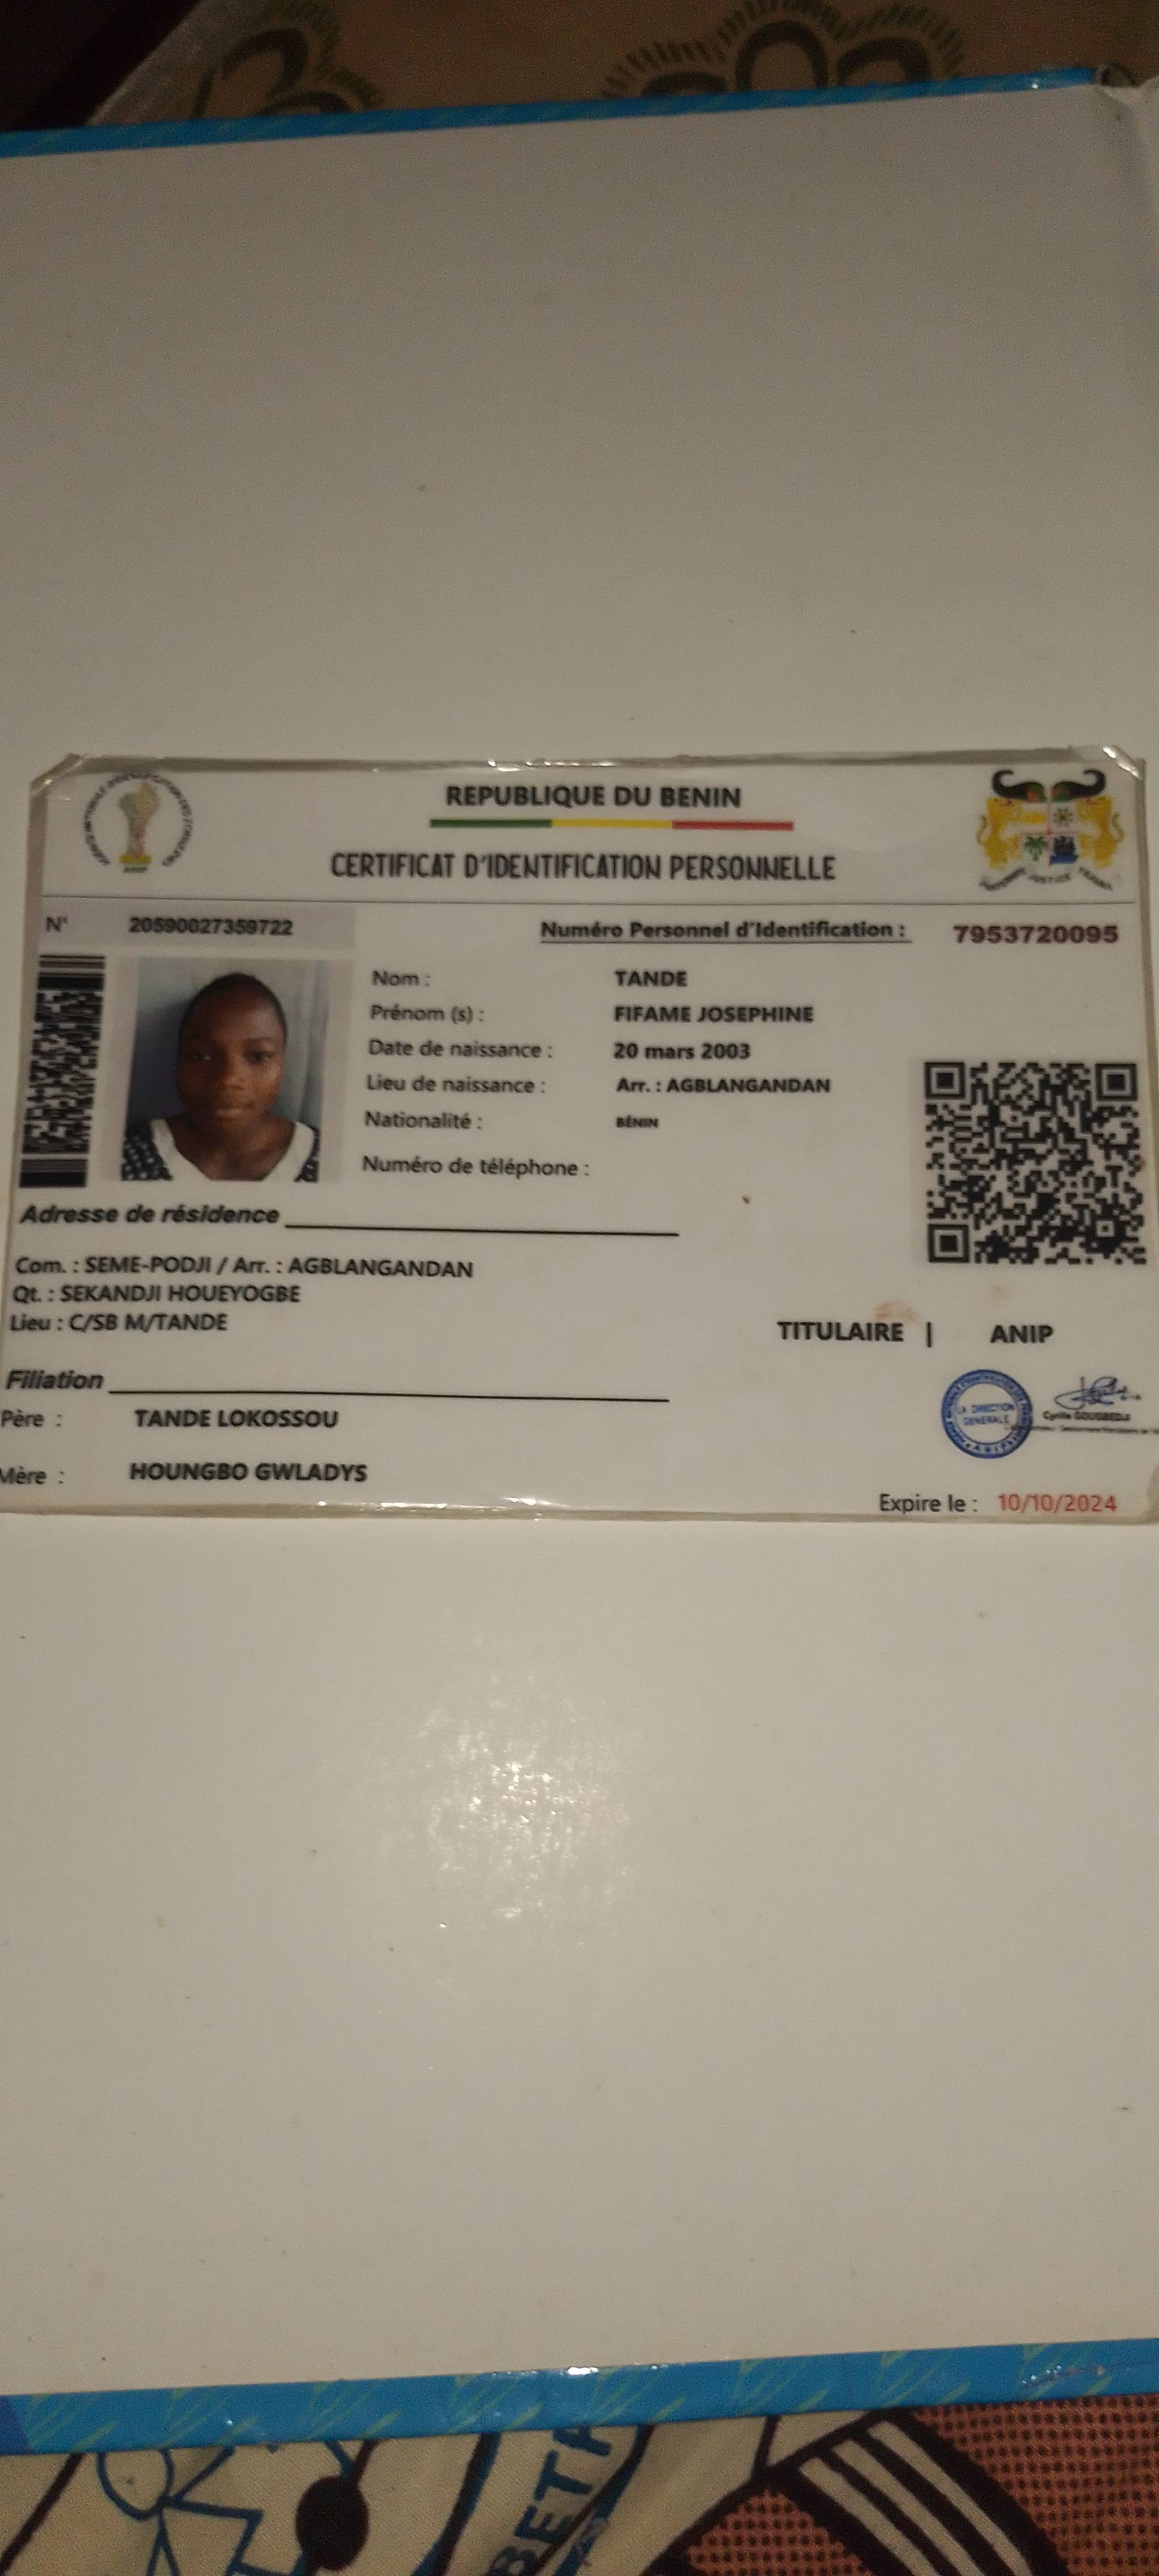 REPUBLIQUE DU BENIN
CERTIFICAT D'IDENTIFICATION PERSONNELLE
N° 20590027359722
Numéro Personnel d'Identification : 7953720095
Nom : TANDE
Prénom (s) : FIFAME JOSEPHINE
Date de naissance : 20 mars 2003
Lieu de naissance : Arr. : AGBLANGANDAN
Nationalité : BÉNIN
Numéro de téléphone :
Adresse de résidence
Com. : SEME-PODJI / Arr. : AGBLANGANDAN
Qt. : SEKANDJI HOUEYOGBE
Lieu : C/SB M/TANDE
TITULAIRE | ANIP
Filiation
Père : TANDE LOKOSSOU
Mère : HOUNGBO GWLADYS
LA DIRECTION
GENERALE
ANIP
Cyrille GOUGBEDJI
Expire le : 10/10/2024